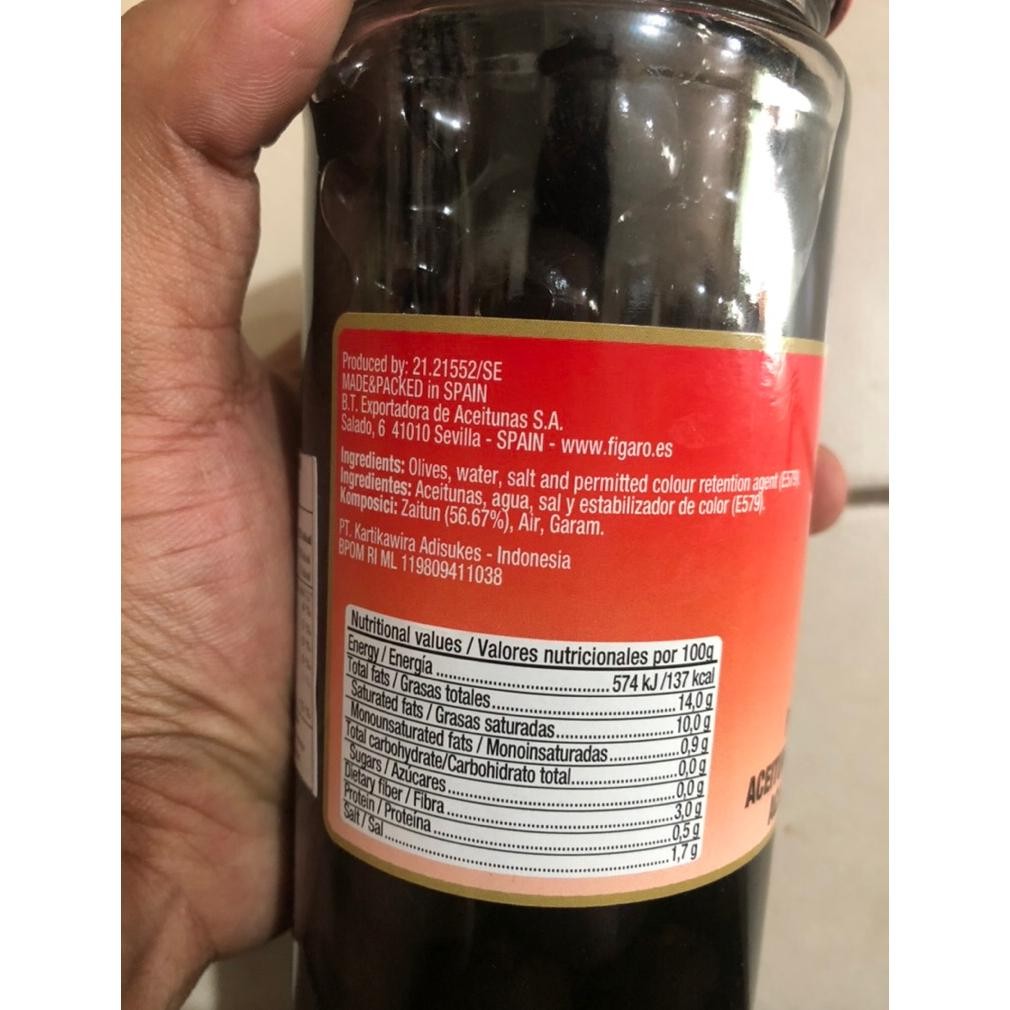 Produced by: 21.21552/SE
MADE&PACKED in SPAIN
B.T. Exportadora de Aceitunas S.A.
Salado, 6 41010 Sevilla - SPAIN - www.figaro.es
Ingredients: Olives, water, salt and permitted colour retention agent (E579)
Ingredientes: Aceitunas, agua, sal y estabilizador de color (E579).
Komposici: Zaitun (56.67%), Air, Garam.
PT. Kartikawira Adisukes - Indonesia
BPOM RI ML 119809411038
Nutritional values / Valores nutricionales por 100g
Energy / Energía ........ 574 kJ /137 kcal
Total fats / Grasas totales ........ 14,0 g
Saturated fats / Grasas saturadas ........ 10,0 g
Monounsaturated fats / Monoinsaturadas ........ 0,9 g
Total carbohydrate/Carbohidrato total ........ 0,0 g
Sugars / Azúcares ........ 0,0 g
Dietary fiber / Fibra ........ 3,0 g
Protein / Proteína ........ 0,5 g
Salt / Sal ........ 1,7 g